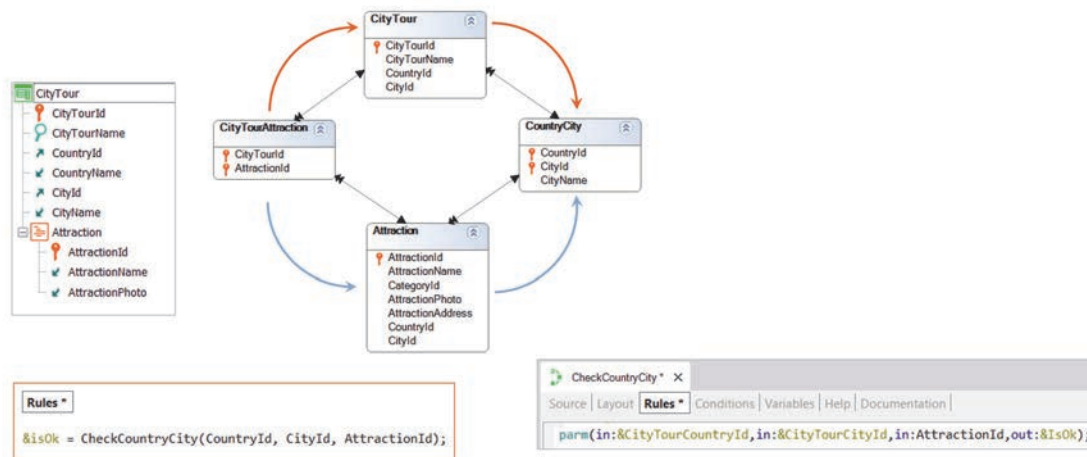 CityTour
CityTourId
CityTourName
CountryId
CityId
CityTour
CityTourId
CityTourName
CountryId
CountryName
CityId
CityName
Attraction
AttractionId
AttractionName
AttractionPhoto
CityTourAttraction
CityTourId
AttractionId
CountryCity
CountryId
CityId
CityName
Attraction
AttractionId
AttractionName
CategoryId
AttractionPhoto
AttractionAddress
CountryId
CityId
Rules *
&isOk = CheckCountryCity(CountryId, CityId, AttractionId);
CheckCountryCity * X
Source | Layout | Rules * | Conditions | Variables | Help | Documentation |
parm(in:&CityTourCountryId,in:&CityTourCityId,in:AttractionId,out:&IsOk);